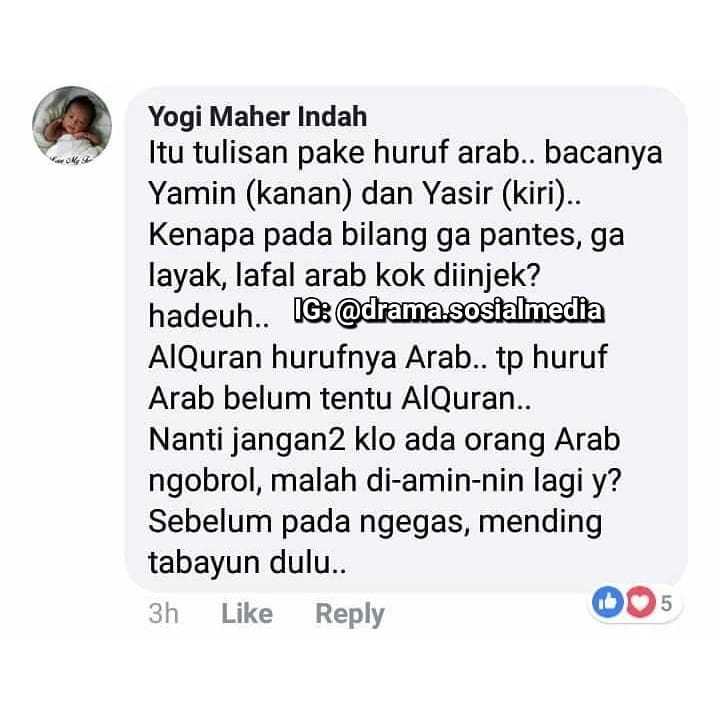 Yogi Maher Indah
Itu tulisan pake huruf arab.. bacanya
Yamin (kanan) dan Yasir (kiri)..
Kenapa pada bilang ga pantes, ga
layak, lafal arab kok diinjek?
hadeuh.. IG: @drama.sosialmedia
AlQuran hurufnya Arab.. tp huruf
Arab belum tentu AlQuran..
Nanti jangan2 klo ada orang Arab
ngobrol, malah di-amin-nin lagi y?
Sebelum pada ngegas, mending
tabayun dulu..
3h Like Reply 5